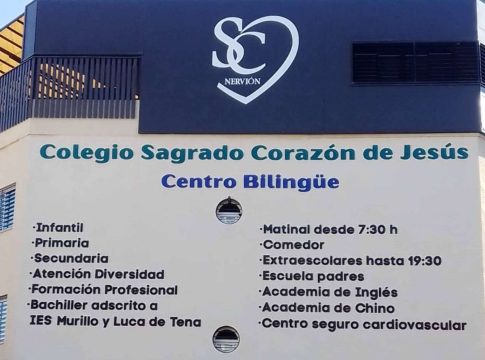 SC
NERVIÓN
Colegio Sagrado Corazón de Jesús
Centro Bilingüe
·Infantil
·Primaria
·Secundaria
·Atención Diversidad
·Formación Profesional
·Bachiller adscrito a
IES Murillo y Luca de Tena
·Matinal desde 7:30 h
·Comedor
·Extraescolares hasta 19:30
·Escuela padres
·Academia de Inglés
·Academia de Chino
·Centro seguro cardiovascular